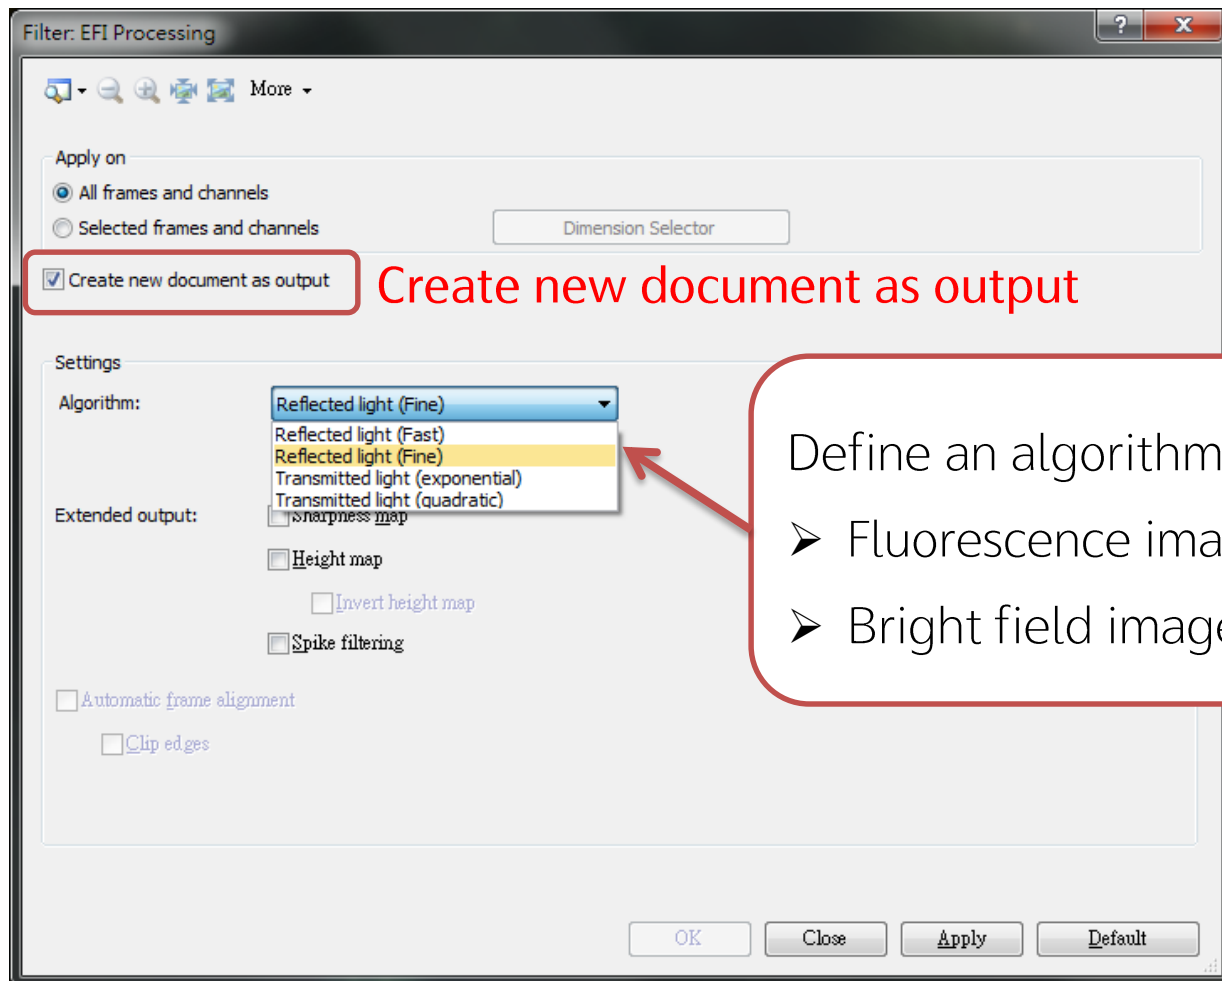 Filter: EFI Processing
?
More
Apply on
All frames and channels
Selected frames and channels
Dimension Selector
Create new document as output
Create new document as output
Settings
Algorithm:
Reflected light (Fine)
Reflected light (Fast)
Reflected light (Fine)
Transmitted light (exponential)
Transmitted light (quadratic)
Extended output:
Sharpness map
Height map
Invert height map
Spike filtering
Define an algorithm
➢ Fluorescence ima
➢ Bright field image
Automatic frame alignment
Clip edges
OK
Close
Apply
Default